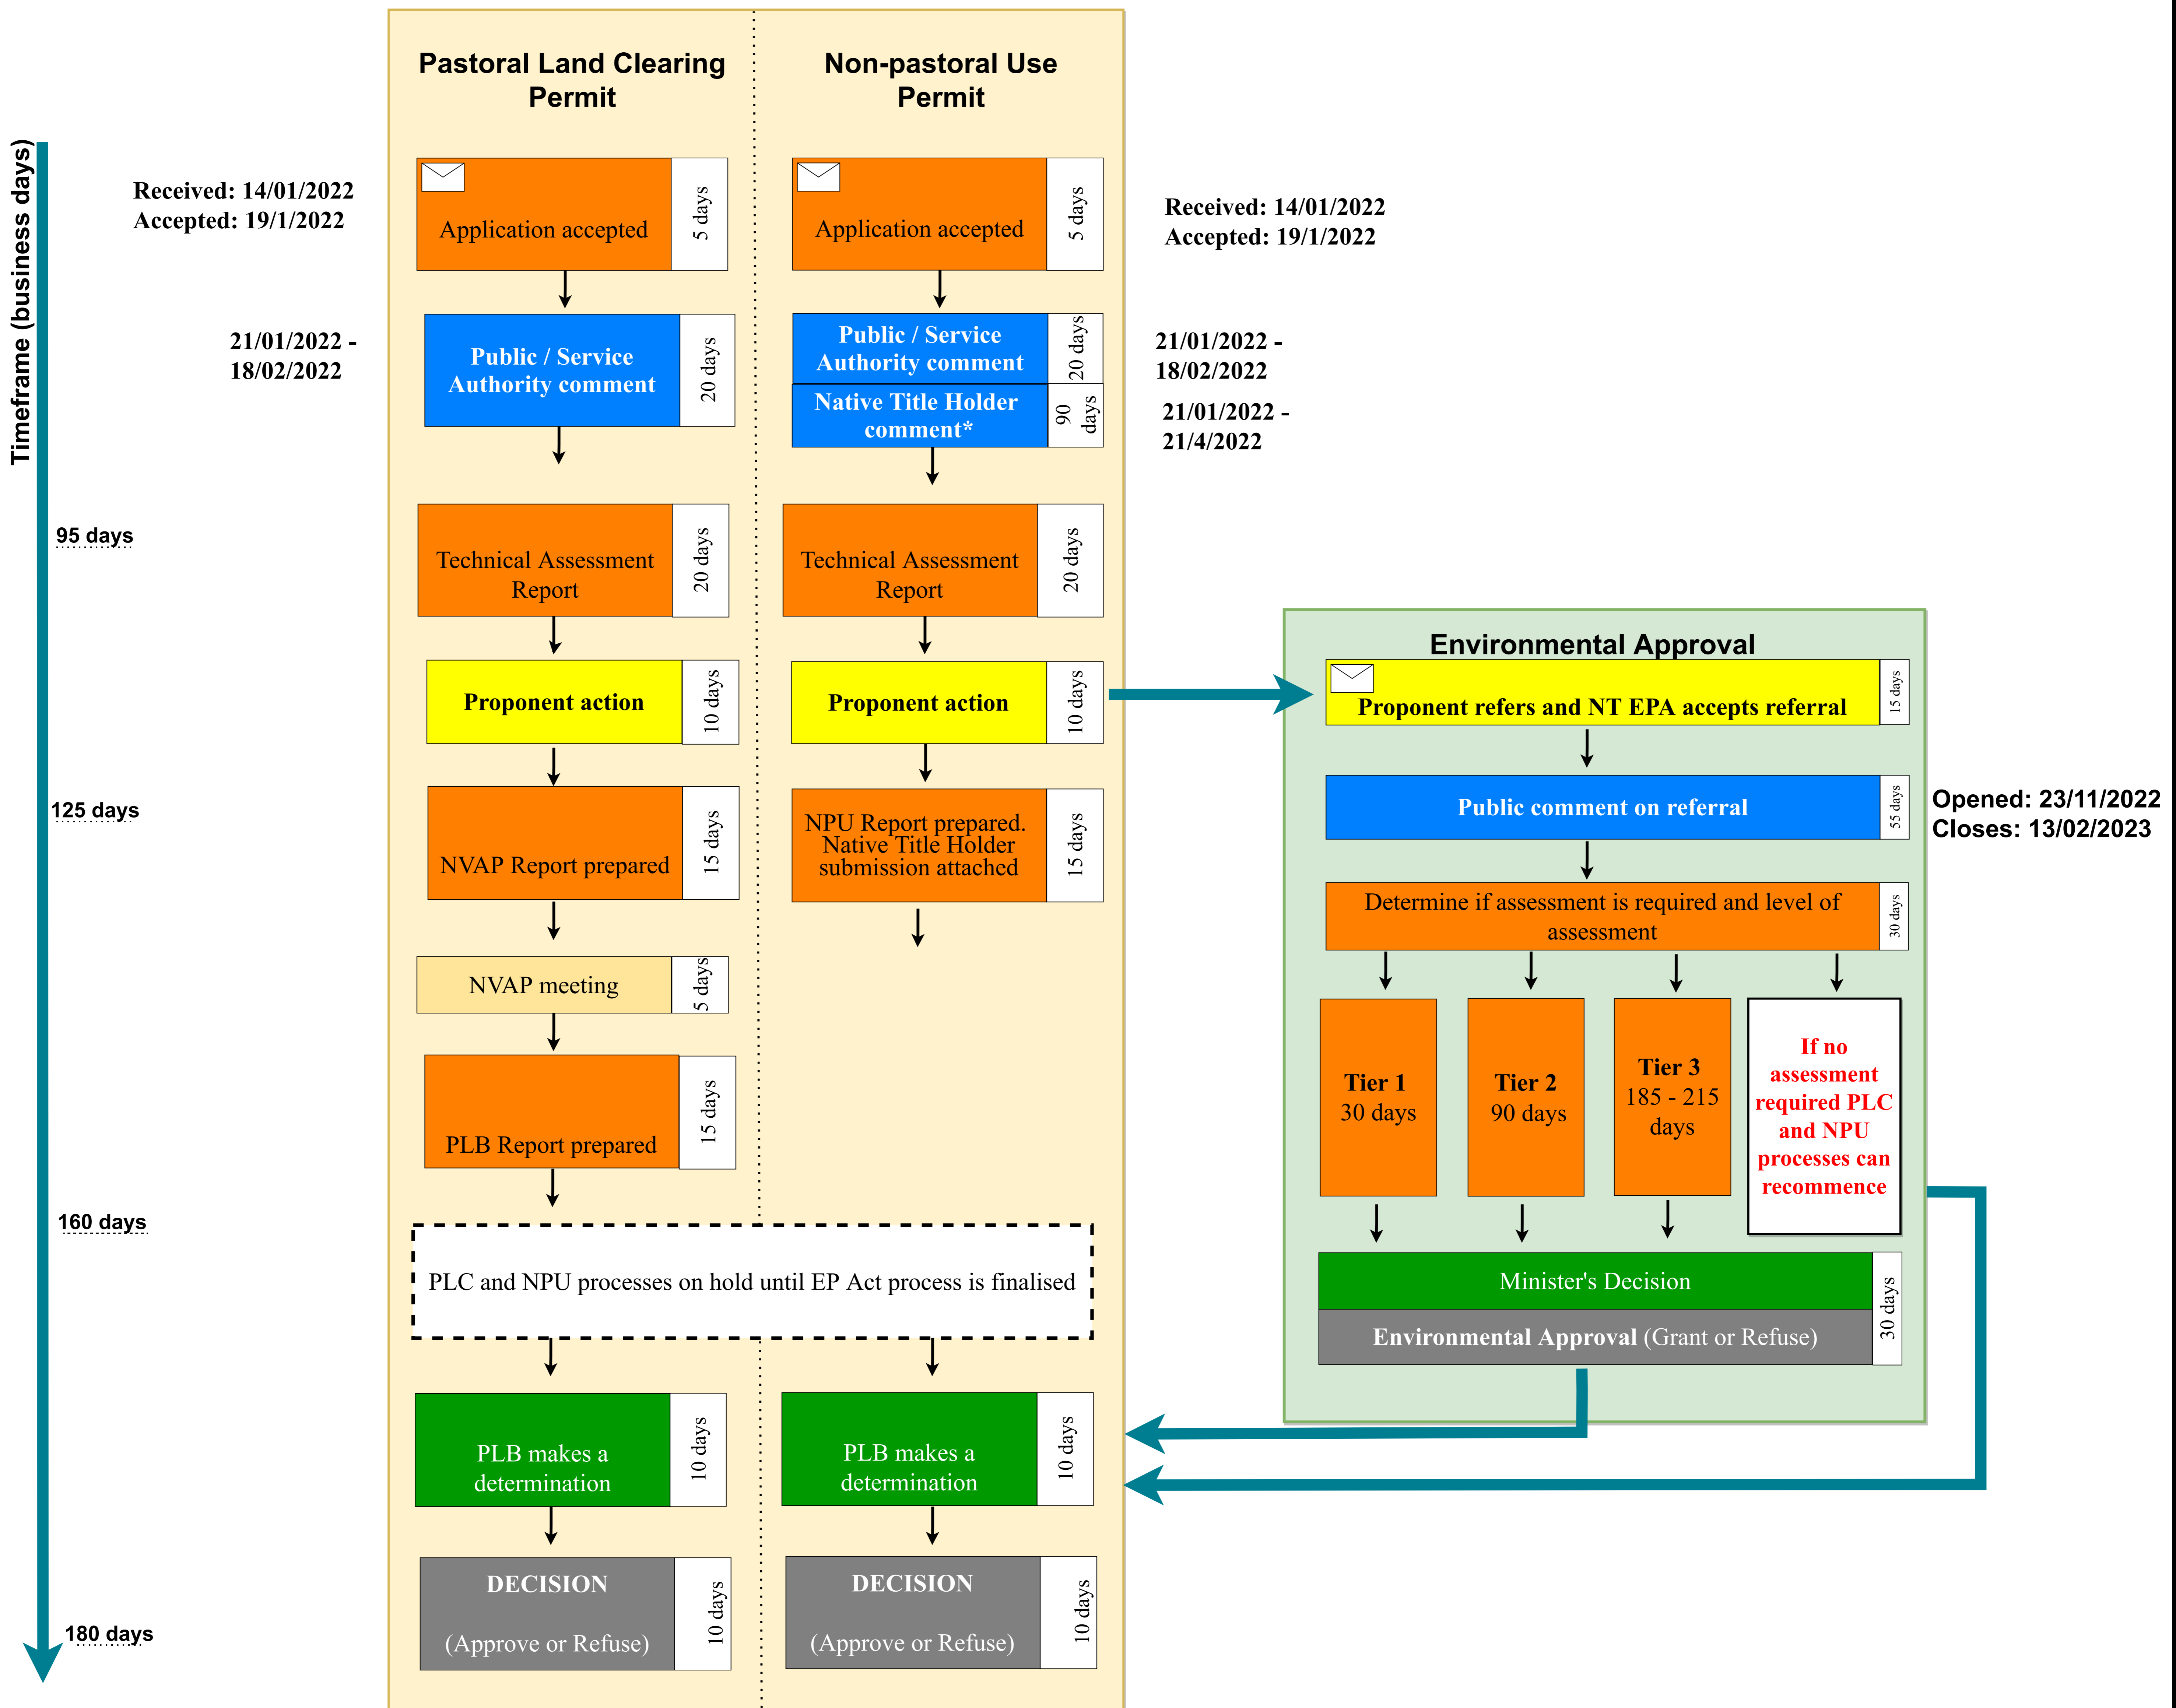 Timeframe (business days)
95 days
125 days
160 days
180 days
Pastoral Land Clearing
Permit
Received: 14/01/2022
Accepted: 19/1/2022
Application accepted
5 days
21/01/2022 -
18/02/2022
Public / Service
Authority comment
20 days
Technical Assessment
Report
20 days
Proponent action
10 days
NVAP Report prepared
15 days
NVAP meeting
5 days
PLB Report prepared
15 days
Non-pastoral Use
Permit
Application accepted
5 days
Received: 14/01/2022
Accepted: 19/1/2022
Public / Service
Authority comment
20 days
21/01/2022 -
18/02/2022
Native Title Holder
comment*
90
days
21/01/2022 -
21/4/2022
Technical Assessment
Report
20 days
Proponent action
10 days
NPU Report prepared.
Native Title Holder
submission attached
15 days
PLC and NPU processes on hold until EP Act process is finalised
PLB makes a
determination
10 days
PLB makes a
determination
10 days
DECISION
(Approve or Refuse)
10 days
DECISION
(Approve or Refuse)
10 days
Environmental Approval
Proponent refers and NT EPA accepts referral
15 days
Public comment on referral
55 days
Opened: 23/11/2022
Closes: 13/02/2023
Determine if assessment is required and level of
assessment
30 days
Tier 1
30 days
Tier 2
90 days
Tier 3
185 - 215
days
If no
assessment
required PLC
and NPU
processes can
recommence
Minister's Decision
Environmental Approval (Grant or Refuse)
30 days